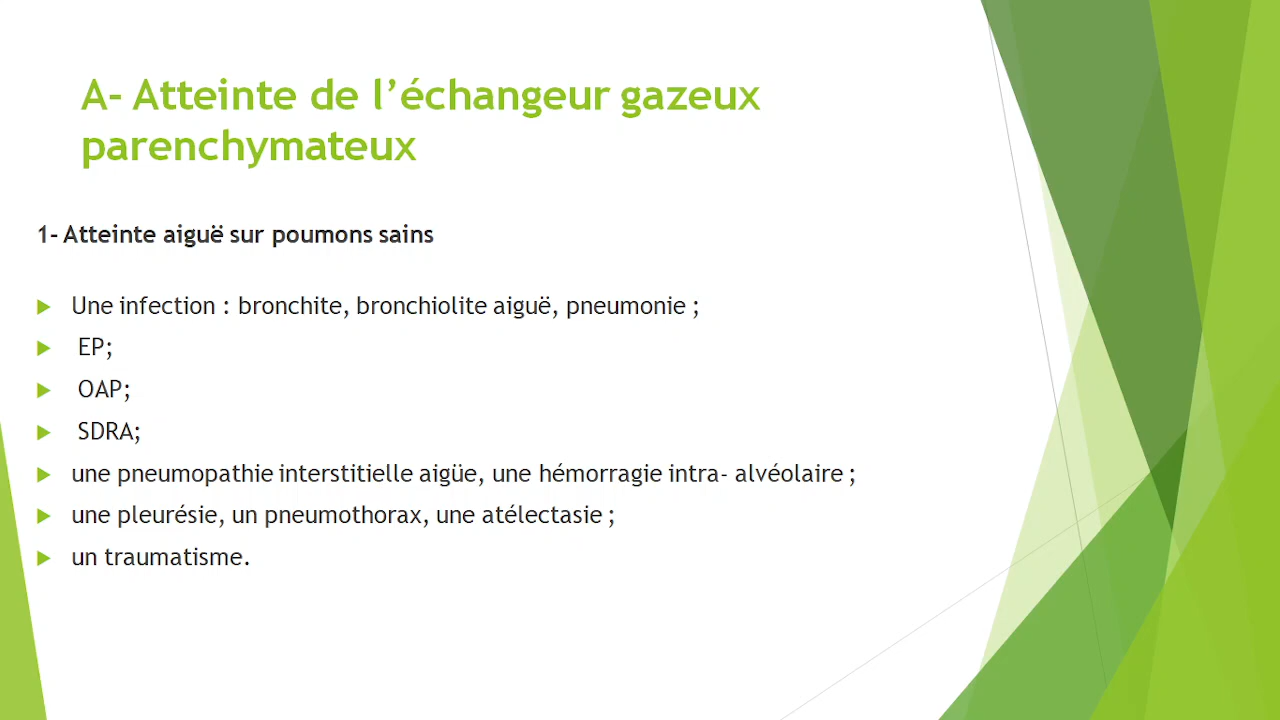 A- Atteinte de l’échangeur gazeux
parenchymateux
1- Atteinte aiguë sur poumons sains
Une infection : bronchite, bronchiolite aiguë, pneumonie ;
EP;
OAP;
SDRA;
une pneumopathie interstitielle aigüe, une hémorragie intra- alvéolaire ;
une pleurésie, un pneumothorax, une atélectasie ;
un traumatisme.